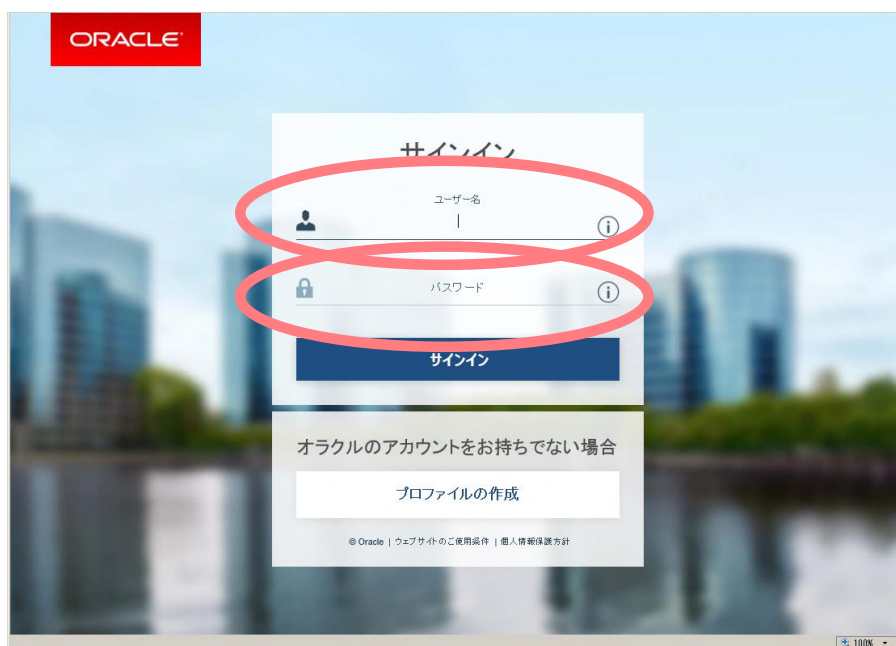 ORACLE
サインイン
ユーザー名
パスワード
サインイン
オラクルのアカウントをお持ちでない場合
プロファイルの作成
© Oracle | ウェブサイトのご使用条件 | 個人情報保護方針
100%